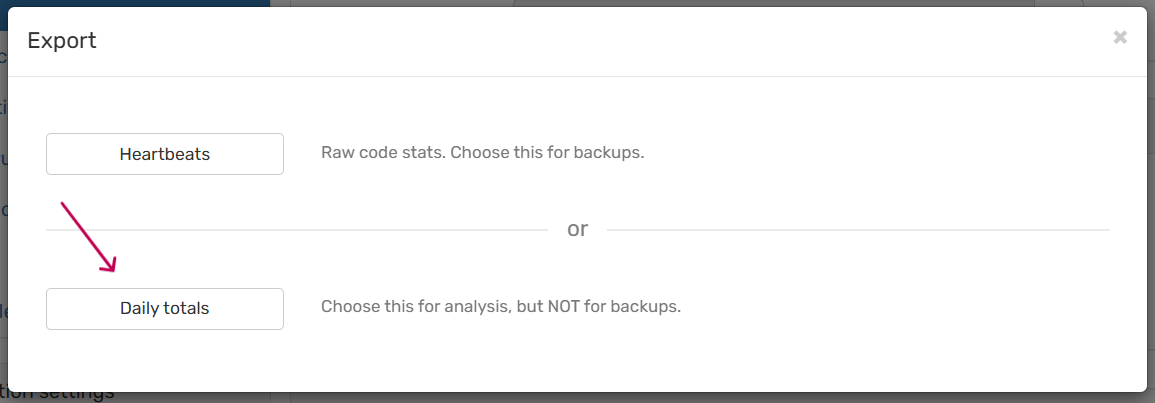 Export
Heartbeats
Raw code stats. Choose this for backups.
or
Daily totals
Choose this for analysis, but NOT for backups.
settings